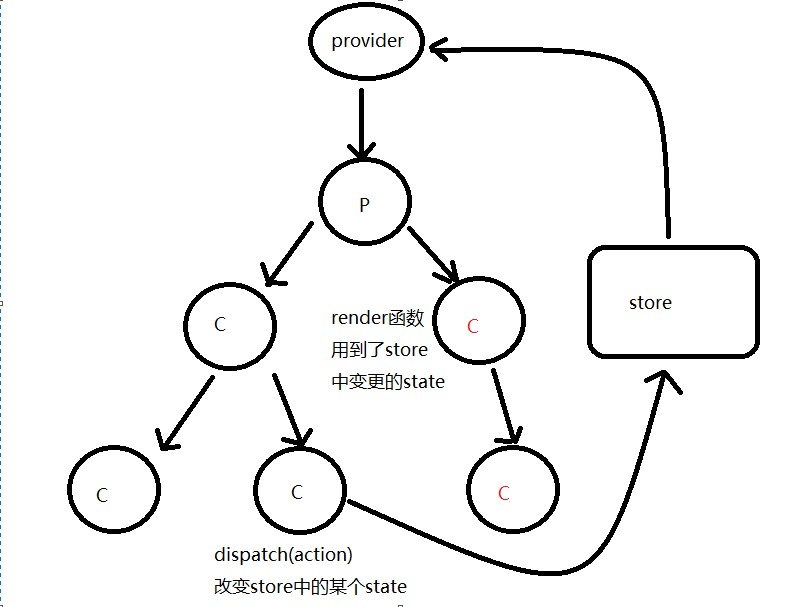 provider
P
C
render函数
用到了store
中变更的state
C
store
C
C
C
dispatch(action)
改变store中的某个state